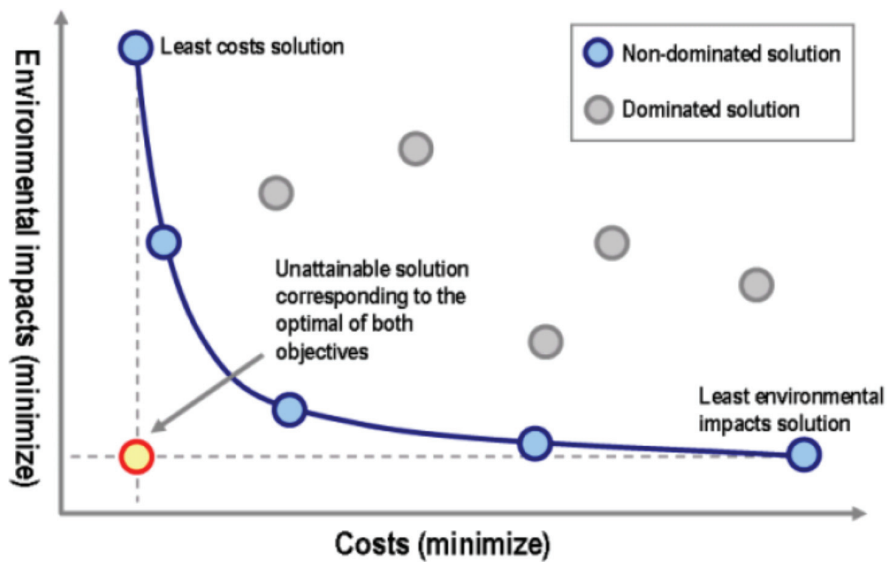 Least costs solution
Non-dominated solution
Dominated solution
Environmental impacts (minimize)
Unattainable solution
corresponding to the
optimal of both
objectives
Least environmental
impacts solution
Costs (minimize)